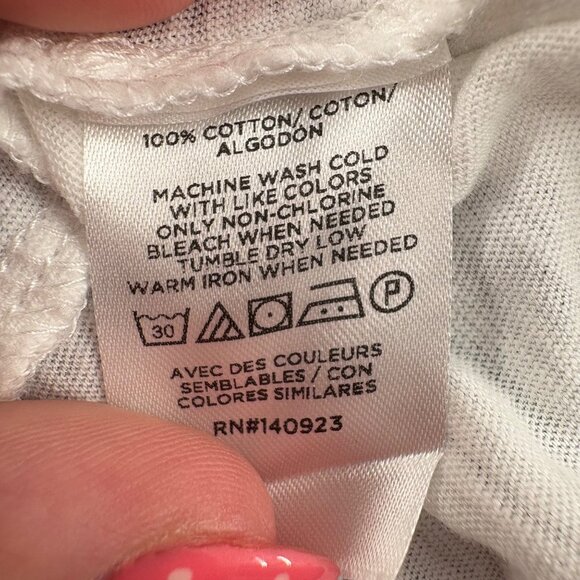 100% COTTON/ COTON/
ALGODÓN
MACHINE WASH COLD
WITH LIKE COLORS
ONLY NON-CHLORINE
BLEACH WHEN NEEDED
TUMBLE DRY LOW
WARM IRON WHEN NEEDED
30 P
AVEC DES COULEURS
SEMBLABLES / CON
COLORES SIMILARES
RN#140923